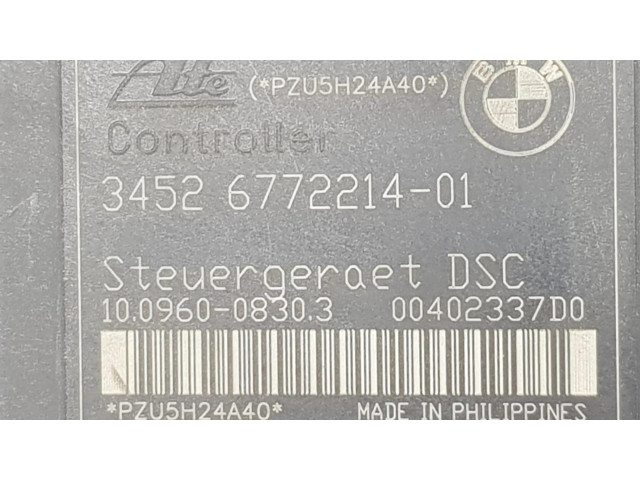 Ate (*PZU5H24A40*) BMW
Controller
3452 6772214-01
Steuergeraet DSC
10.0960-0830.3 00402337D0
*PZU5H24A40* MADE IN PHILIPPINES